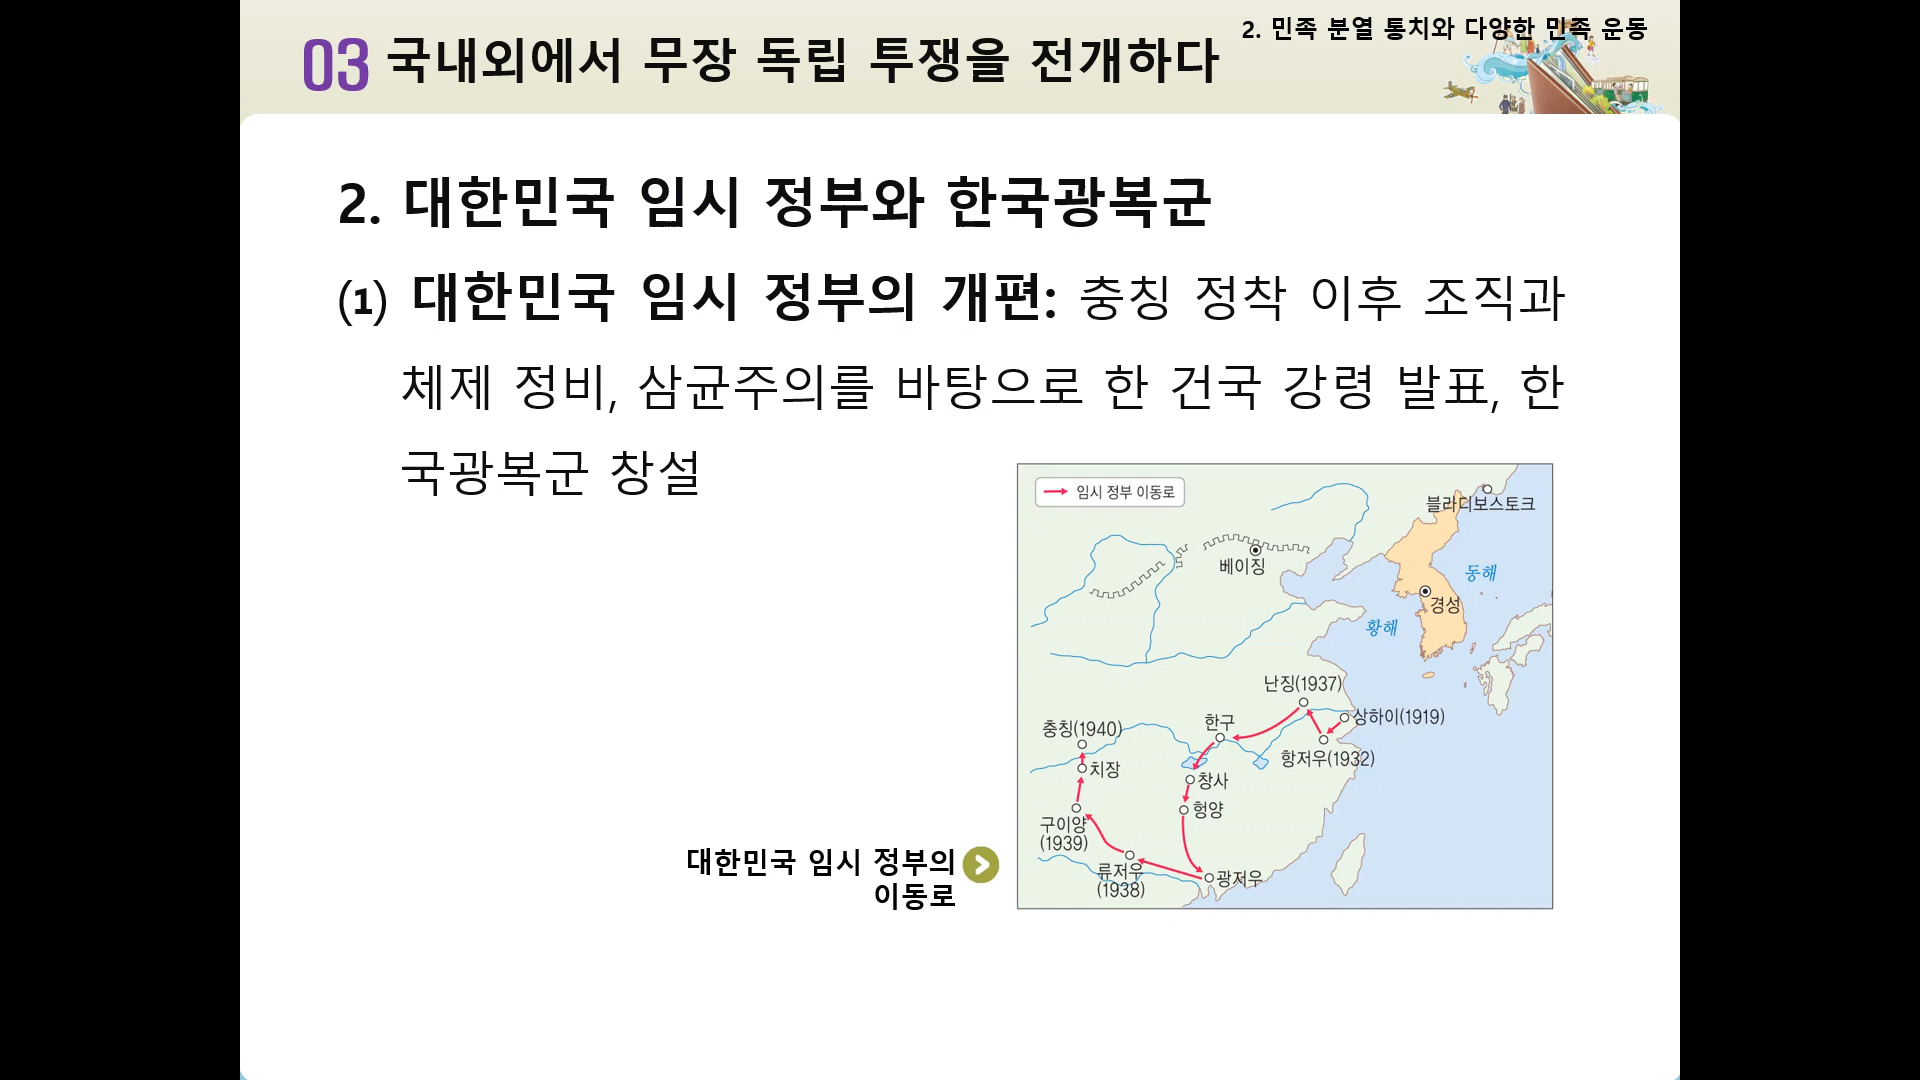 2. 민족 분열 통치와 다양한 민족 운동
03 국내외에서 무장 독립 투쟁을 전개하다
2. 대한민국 임시 정부와 한국광복군
(1) 대한민국 임시 정부의 개편: 충칭 정착 이후 조직과
체제 정비, 삼균주의를 바탕으로 한 건국 강령 발표, 한
국광복군 창설
임시 정부 이동로
블라디보스토크
베이징
동해
경성
황해
난징(1937)
상하이(1919)
한구
충칭(1940)
항저우(1932)
치장
창사
헝양
구이양
(1939)
류저우
(1938)
광저우
대한민국 임시 정부의
이동로